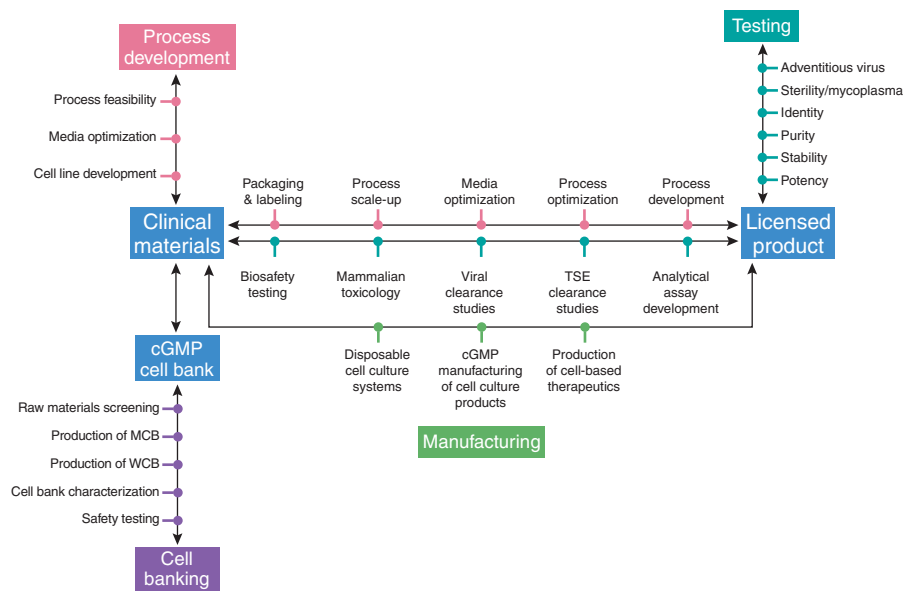 Process
development
Process feasibility
Media optimization
Cell line development
Testing
Adventitious virus
Sterility/mycoplasma
Identity
Purity
Stability
Potency
Clinical
materials
Packaging
& labeling
Process
scale-up
Media
optimization
Process
optimization
Process
development
Licensed
product
Biosafety
testing
Mammalian
toxicology
Viral
clearance
studies
TSE
clearance
studies
Analytical
assay
development
Disposable
cell culture
systems
cGMP
manufacturing
of cell culture
products
Production
of cell-based
therapeutics
Manufacturing
cGMP
cell bank
Raw materials screening
Production of MCB
Production of WCB
Cell bank characterization
Safety testing
Cell
banking